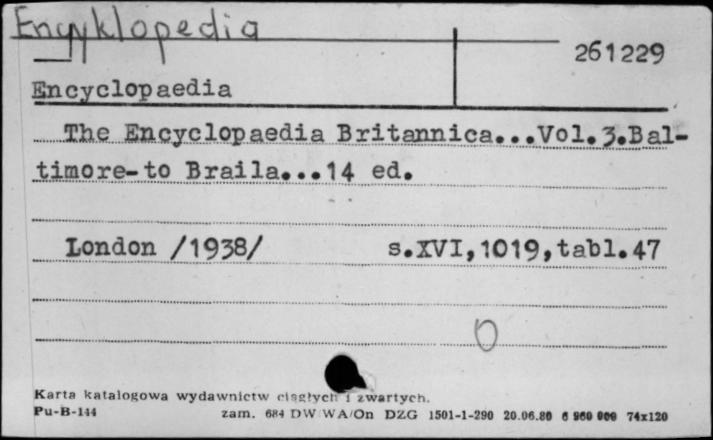 Encyklopedia
261229
Encyclopaedia
The Encyclopaedia Britannica...Vol.3.Bal-
timore-to Braila...14 ed.
London /1938/ s.XVI,1019,tabl.47
0
Karta katalogowa wydawnictw ciągłych i zwartych.
Pu-B-144 zam. 684 DW WA/On DZG 1501-1-290 20.06.80 6 960 000 74x120